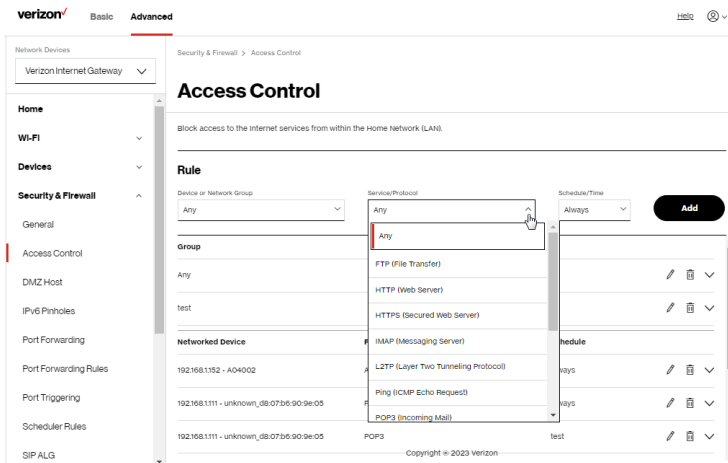 verizon✓ Basic Advanced Help
Network Devices
Verizon Internet Gateway
Home
Wi-Fi
Devices
Security & Firewall
General
Access Control
DMZ Host
IPv6 Pinholes
Port Forwarding
Port Forwarding Rules
Port Triggering
Scheduler Rules
SIP ALG
Security & Firewall > Access Control
Access Control
Block access to the Internet services from within the Home Network (LAN).
Rule
Device or Network Group Service/Protocol Schedule/Time
Any Any Always Add
Any
FTP (File Transfer)
HTTP (Web Server)
HTTPS (Secured Web Server)
IMAP (Messaging Server)
L2TP (Layer Two Tunneling Protocol)
Ping (ICMP Echo Request)
POP3 (Incoming Mail)
Group
Any
test
Networked Device P hedule
192.168.1.152 - A04002 A ways
192.168.1.111 - unknown_d8:07:b6:90:9e:05 ways
192.168.1.111 - unknown_d8:07:b6:90:9e:05 POP3 test
Copyright © 2023 Verizon